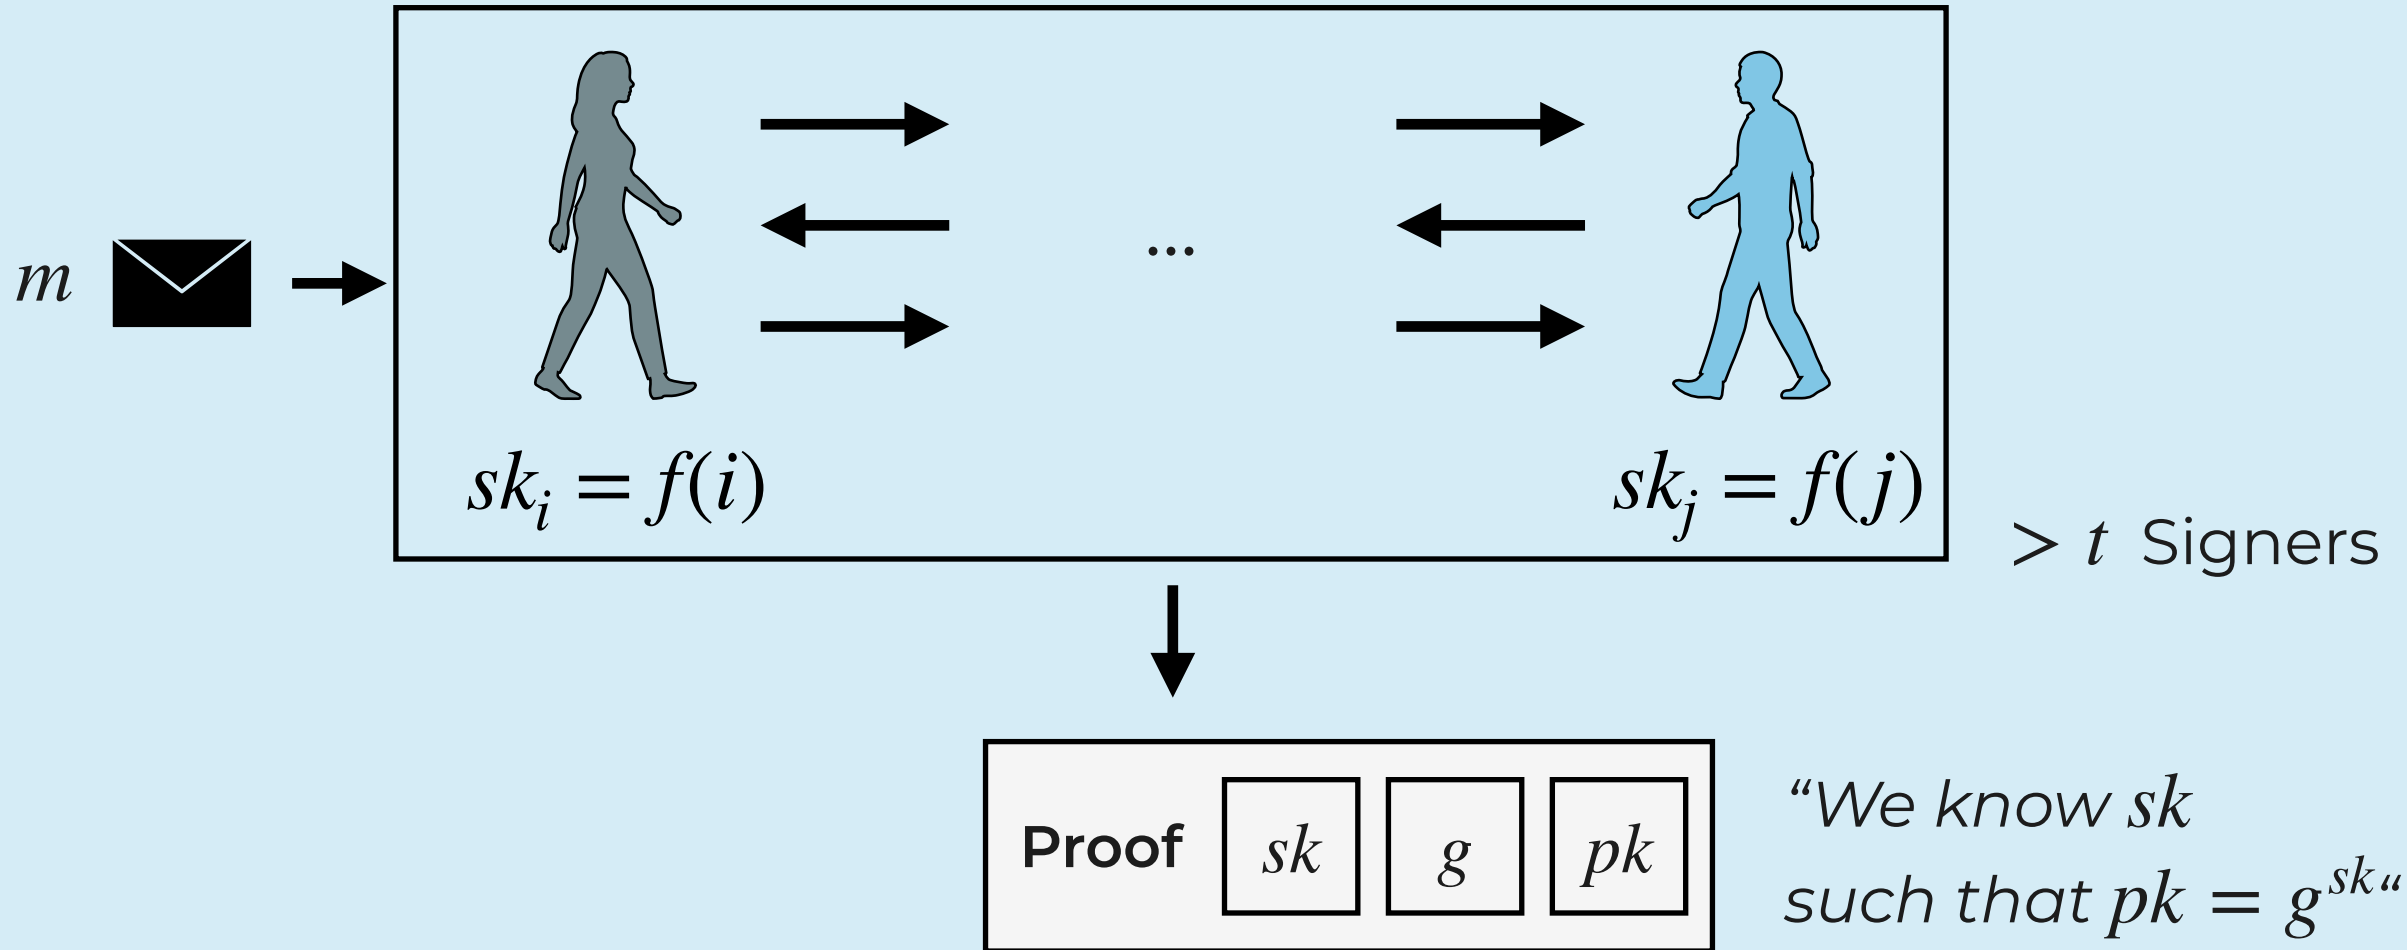 m
...
sk_i = f(i)
sk_j = f(j)
> t Signers
Proof sk g pk
“We know sk
such that pk = g^{sk}“